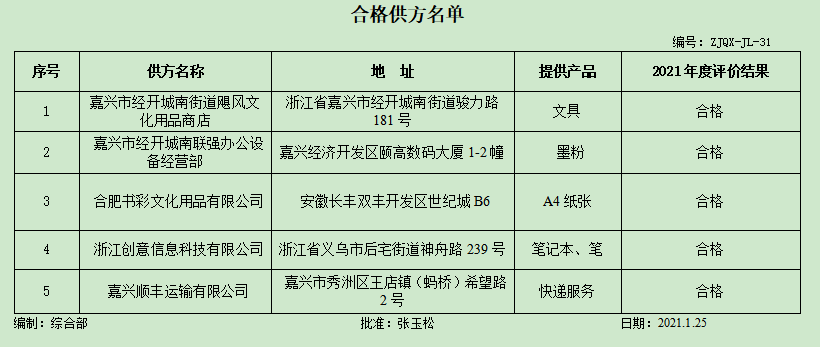 合格供方名单
编号：ZJQX-JL-31
序号 供方名称 地 址 提供产品 2021年度评价结果
1 嘉兴市经开城南街道飓风文化用品商店 浙江省嘉兴市经开城南街道骏力路181号 文具 合格
2 嘉兴市经开城南联强办公设备经营部 嘉兴经济开发区颐高数码大厦1-2幢 墨粉 合格
3 合肥书彩文化用品有限公司 安徽长丰双丰开发区世纪城B6 A4纸张 合格
4 浙江创意信息科技有限公司 浙江省义乌市后宅街道神舟路239号 笔记本、笔 合格
5 嘉兴顺丰运输有限公司 嘉兴市秀洲区王店镇（蚂桥）希望路2号 快递服务 合格
编制：综合部 批准：张玉松 日期：2021.1.25